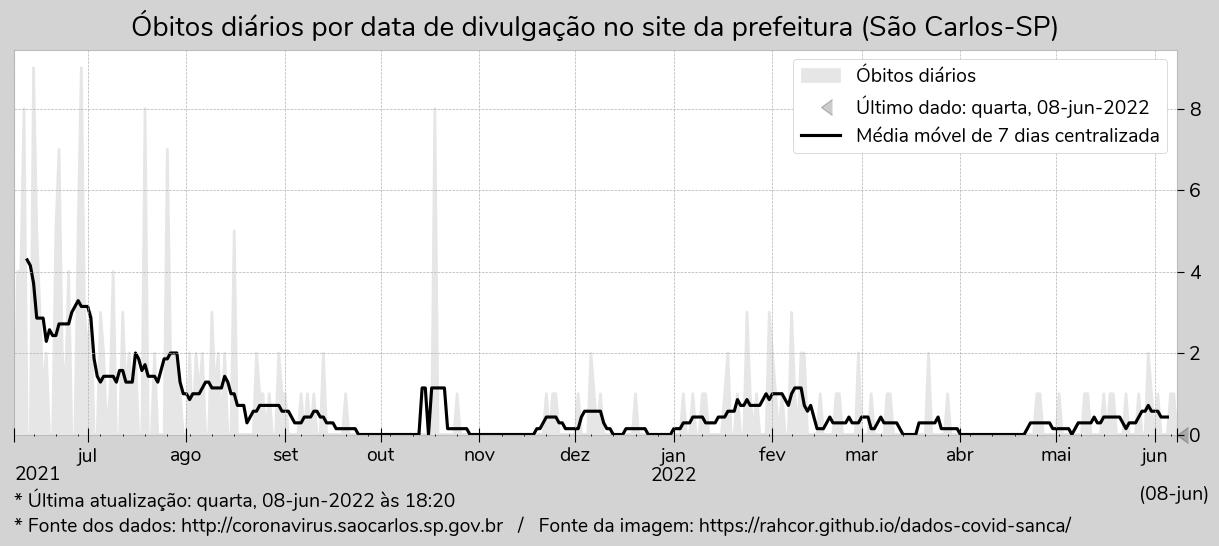 Óbitos diários por data de divulgação no site da prefeitura (São Carlos-SP)
Óbitos diários
Último dado: quarta, 08-jun-2022
Média móvel de 7 dias centralizada
8
6
4
2
0
jul ago set out nov dez jan fev mar abr mai jun
2021 2022
(08-jun)
* Última atualização: quarta, 08-jun-2022 às 18:20
* Fonte dos dados: http://coronavirus.saocarlos.sp.gov.br / Fonte da imagem: https://rahcor.github.io/dados-covid-sanca/